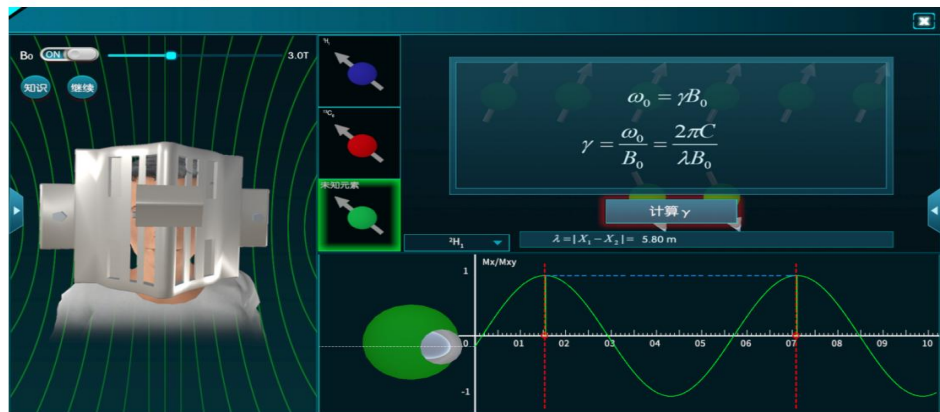 B₀ ON 3.0T
知识 继续
¹H₁
¹³C₆
未知元素
ω₀ = γB₀
γ = ω₀/B₀ = 2πC/λB₀
计算 γ
²H₁
λ =| X₁ − X₂ |= 5.80 m
Mx/Mxy
1
0 01 02 03 04 05 06 07 08 09 10
-1